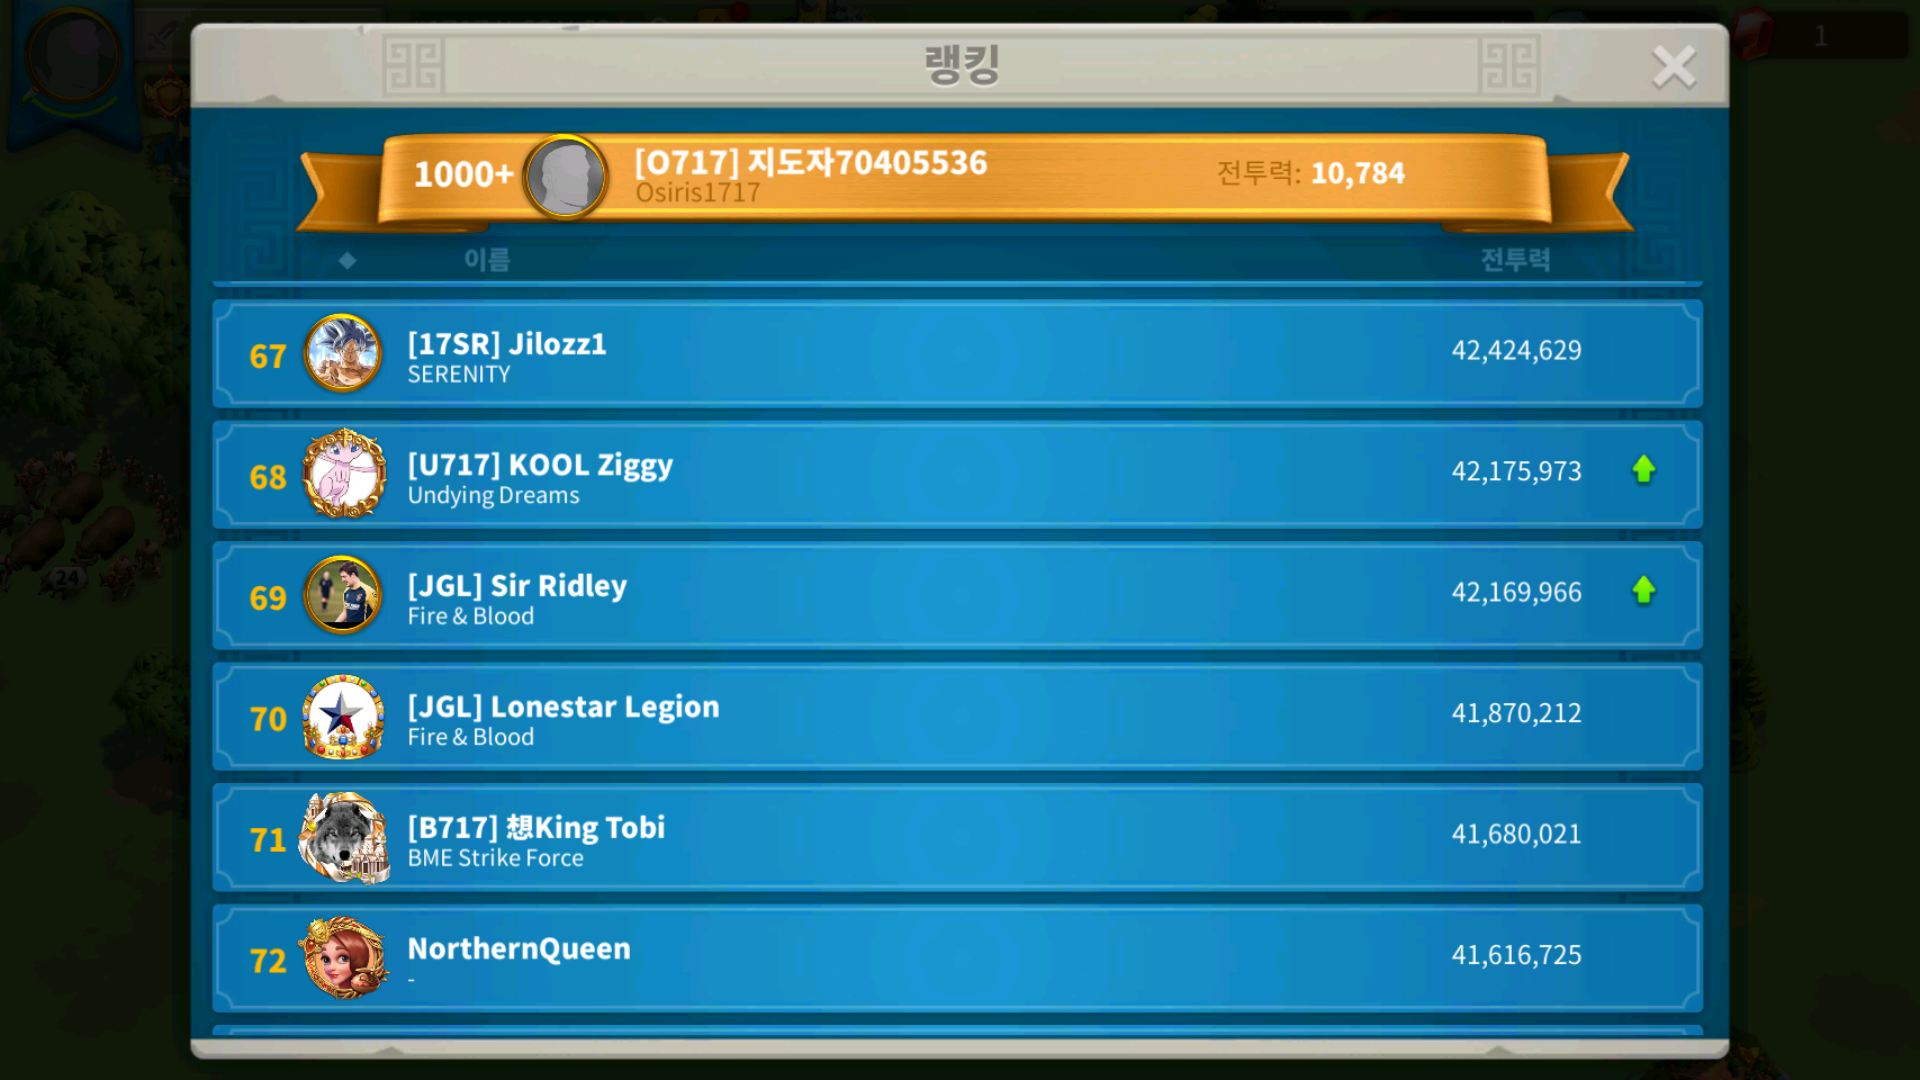 랭킹
1
1000+
[O717] 지도자70405536
Osiris1717
전투력: 10,784
이름
전투력
67
[17SR] Jilozz1
SERENITY
42,424,629
68
[U717] KOOL Ziggy
Undying Dreams
42,175,973
69
[JGL] Sir Ridley
Fire & Blood
42,169,966
24
70
[JGL] Lonestar Legion
Fire & Blood
41,870,212
71
[B717] 想King Tobi
BME Strike Force
41,680,021
72
NorthernQueen
-
41,616,725